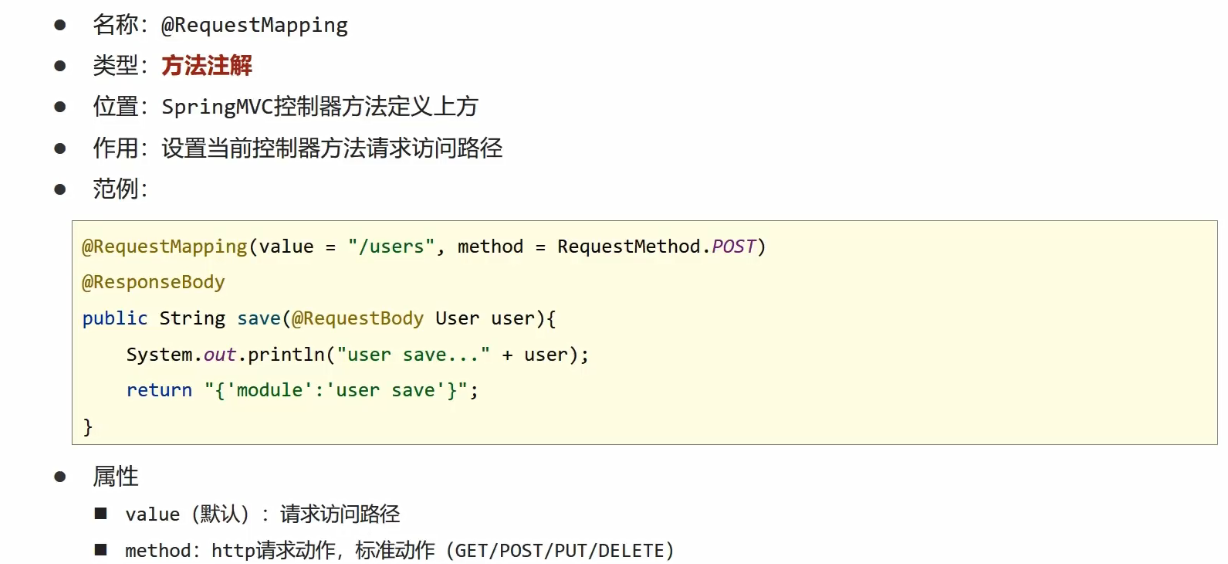 ● 名称：@RequestMapping
● 类型：方法注解
● 位置：SpringMVC控制器方法定义上方
● 作用：设置当前控制器方法请求访问路径
● 范例：
@RequestMapping(value = "/users", method = RequestMethod.POST)
@ResponseBody
public String save(@RequestBody User user){
    System.out.println("user save..." + user);
    return "{'module':'user save'}";
}
● 属性
■ value（默认）：请求访问路径
■ method：http请求动作，标准动作（GET/POST/PUT/DELETE）